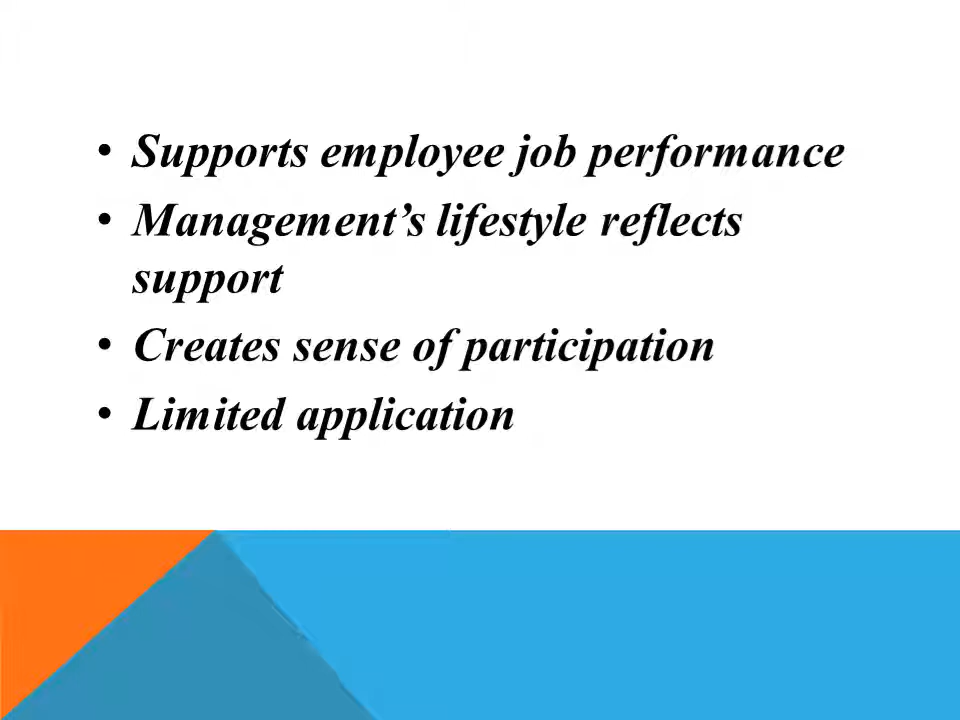 • Supports employee job performance
• Management’s lifestyle reflects
support
• Creates sense of participation
• Limited application